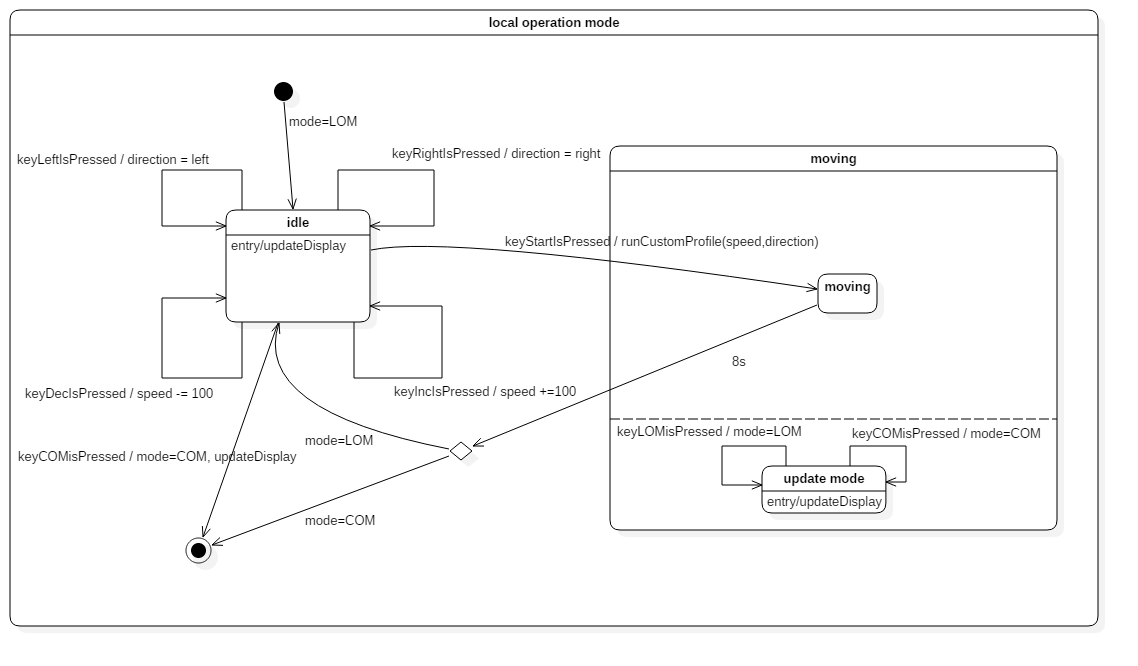 local operation mode
mode=LOM
keyLeftIsPressed / direction = left
keyRightIsPressed / direction = right
moving
idle
entry/updateDisplay
keyStartIsPressed / runCustomProfile(speed,direction)
moving
8s
keyDecIsPressed / speed -= 100
keyIncIsPressed / speed +=100
keyLOMisPressed / mode=LOM
keyCOMisPressed / mode=COM
mode=LOM
keyCOMisPressed / mode=COM, updateDisplay
update mode
entry/updateDisplay
mode=COM